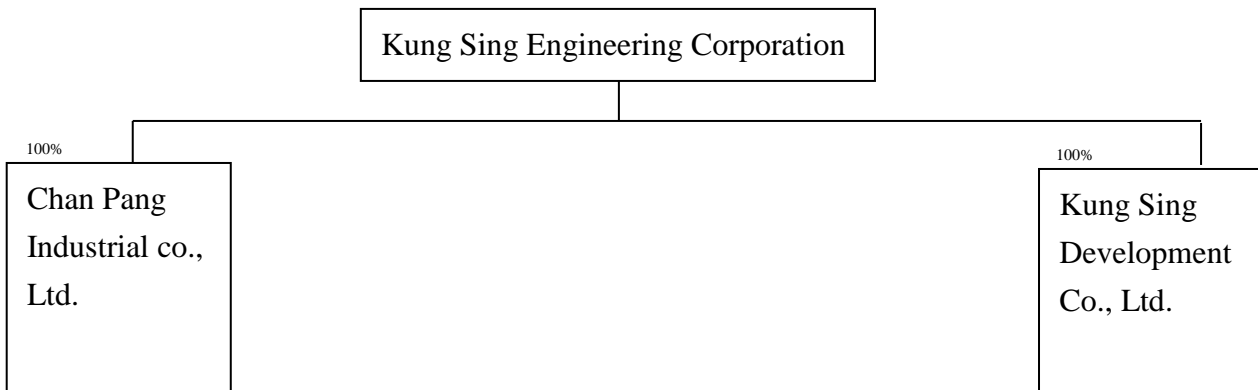 Kung Sing Engineering Corporation
100%
Chan Pang
Industrial co.,
Ltd.
100%
Kung Sing
Development
Co., Ltd.